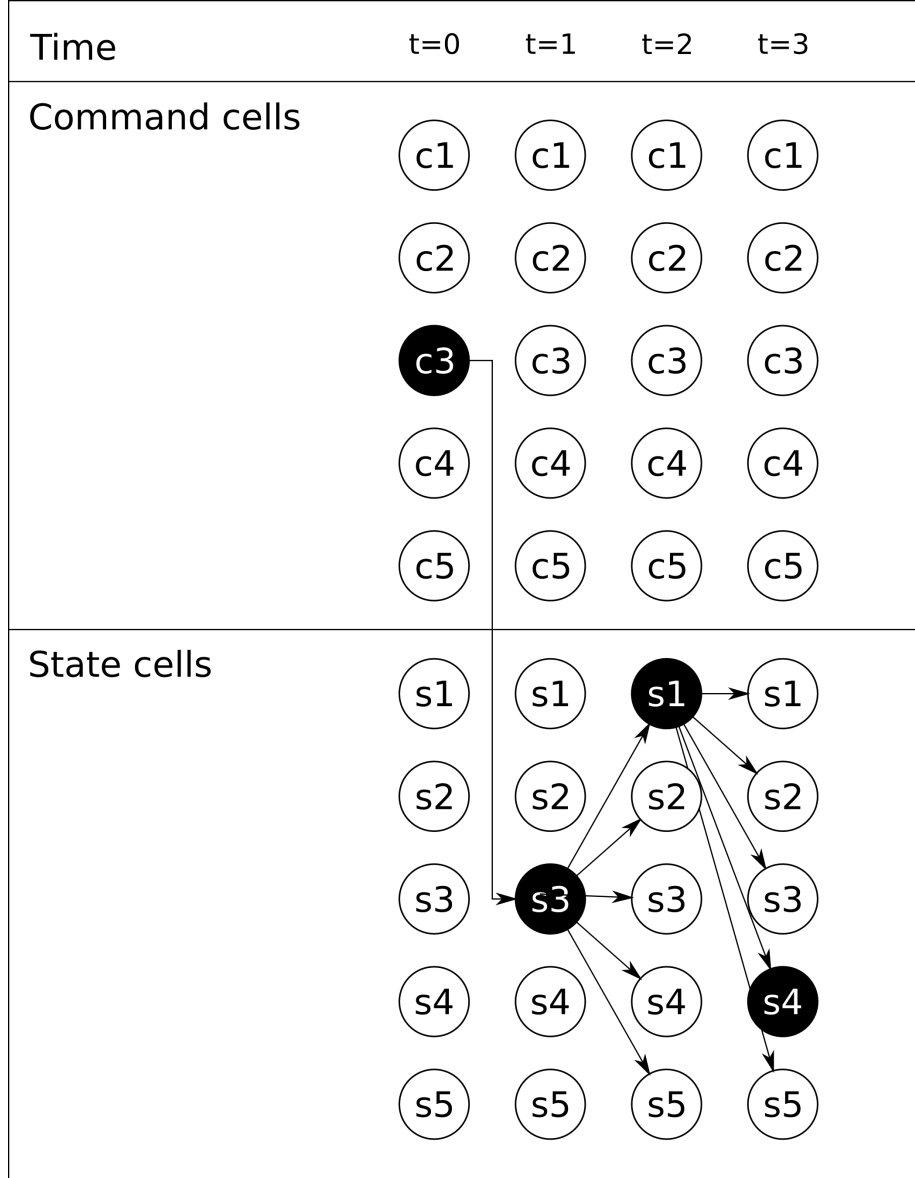 Time t=0 t=1 t=2 t=3
Command cells
c1 c1 c1 c1
c2 c2 c2 c2
c3 c3 c3 c3
c4 c4 c4 c4
c5 c5 c5 c5
State cells
s1 s1 s1 s1
s2 s2 s2 s2
s3 s3 s3 s3
s4 s4 s4 s4
s5 s5 s5 s5